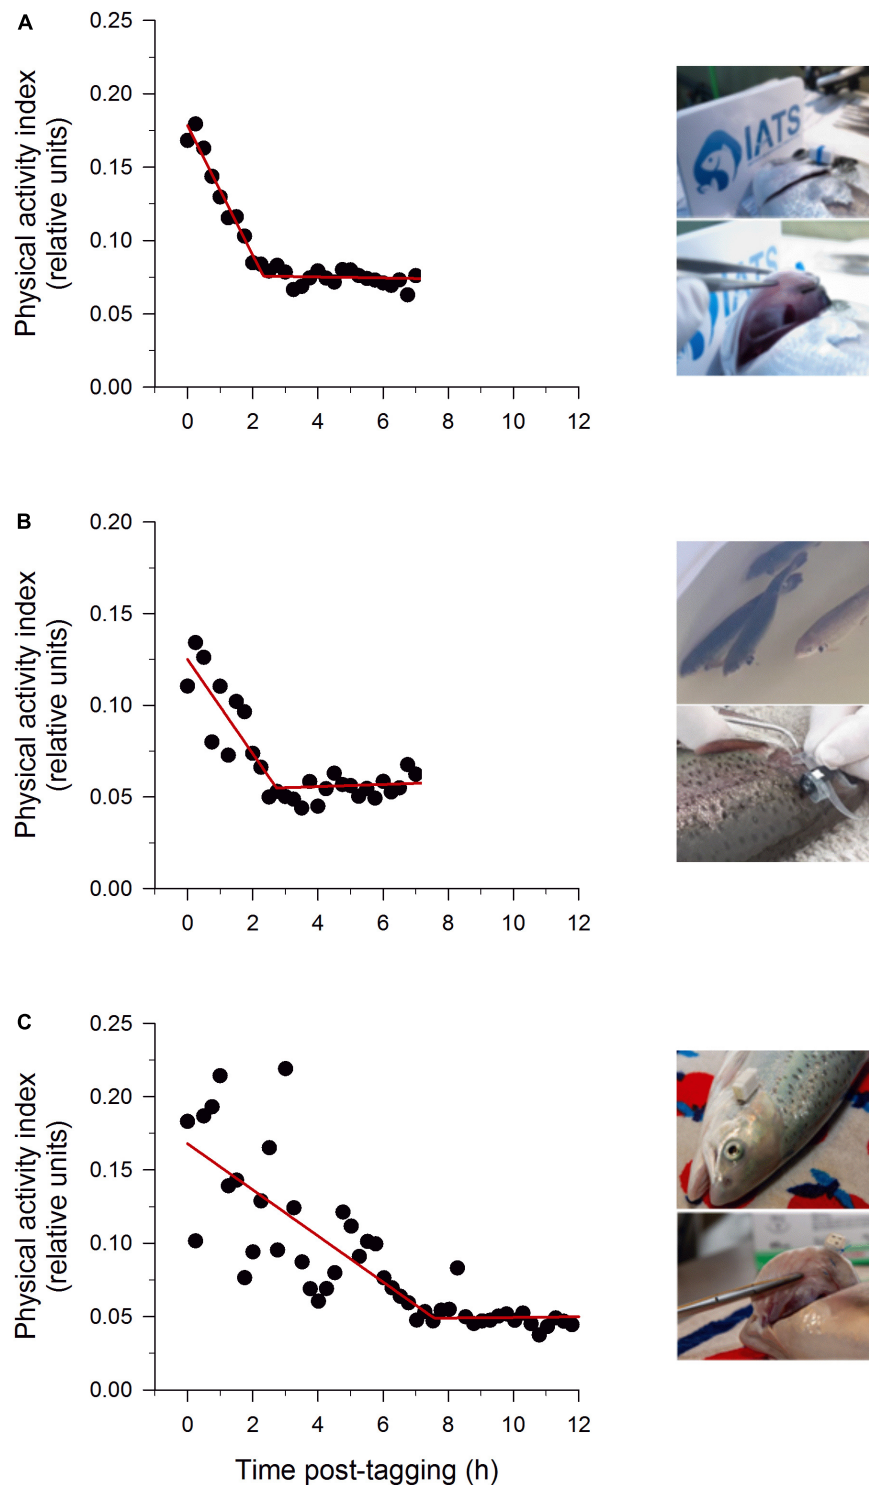 A
Physical activity index
(relative units)
0.25
0.20
0.15
0.10
0.05
0.00
0 2 4 6 8 10 12
IATS
IATS
B
Physical activity index
(relative units)
0.20
0.15
0.10
0.05
0.00
0 2 4 6 8 10 12
C
Physical activity index
(relative units)
0.25
0.20
0.15
0.10
0.05
0.00
0 2 4 6 8 10 12
Time post-tagging (h)